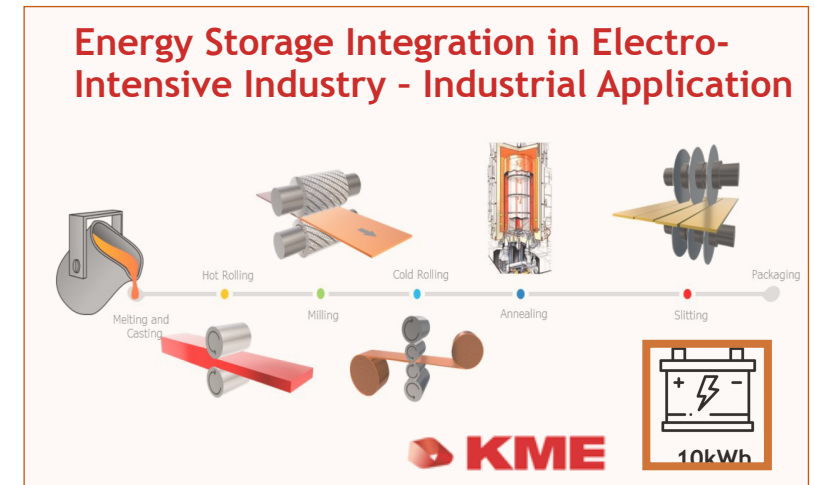 Energy Storage Integration in Electro-
Intensive Industry – Industrial Application
Hot Rolling
Cold Rolling
Packaging
Melting and
Casting
Milling
Annealing
Slitting
KME
10kWh